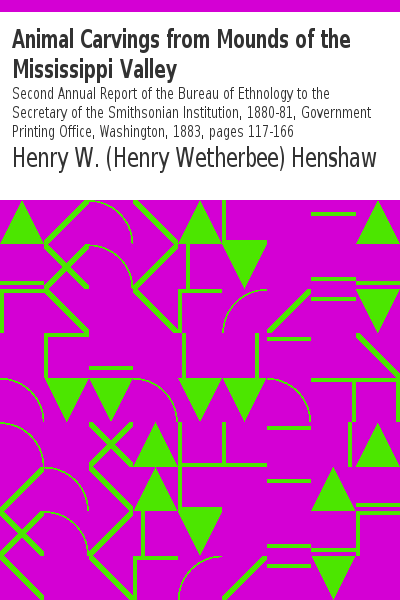 Animal Carvings from Mounds of the
Mississippi Valley
Second Annual Report of the Bureau of Ethnology to the
Secretary of the Smithsonian Institution, 1880-81, Government
Printing Office, Washington, 1883, pages 117-166
Henry W. (Henry Wetherbee) Henshaw